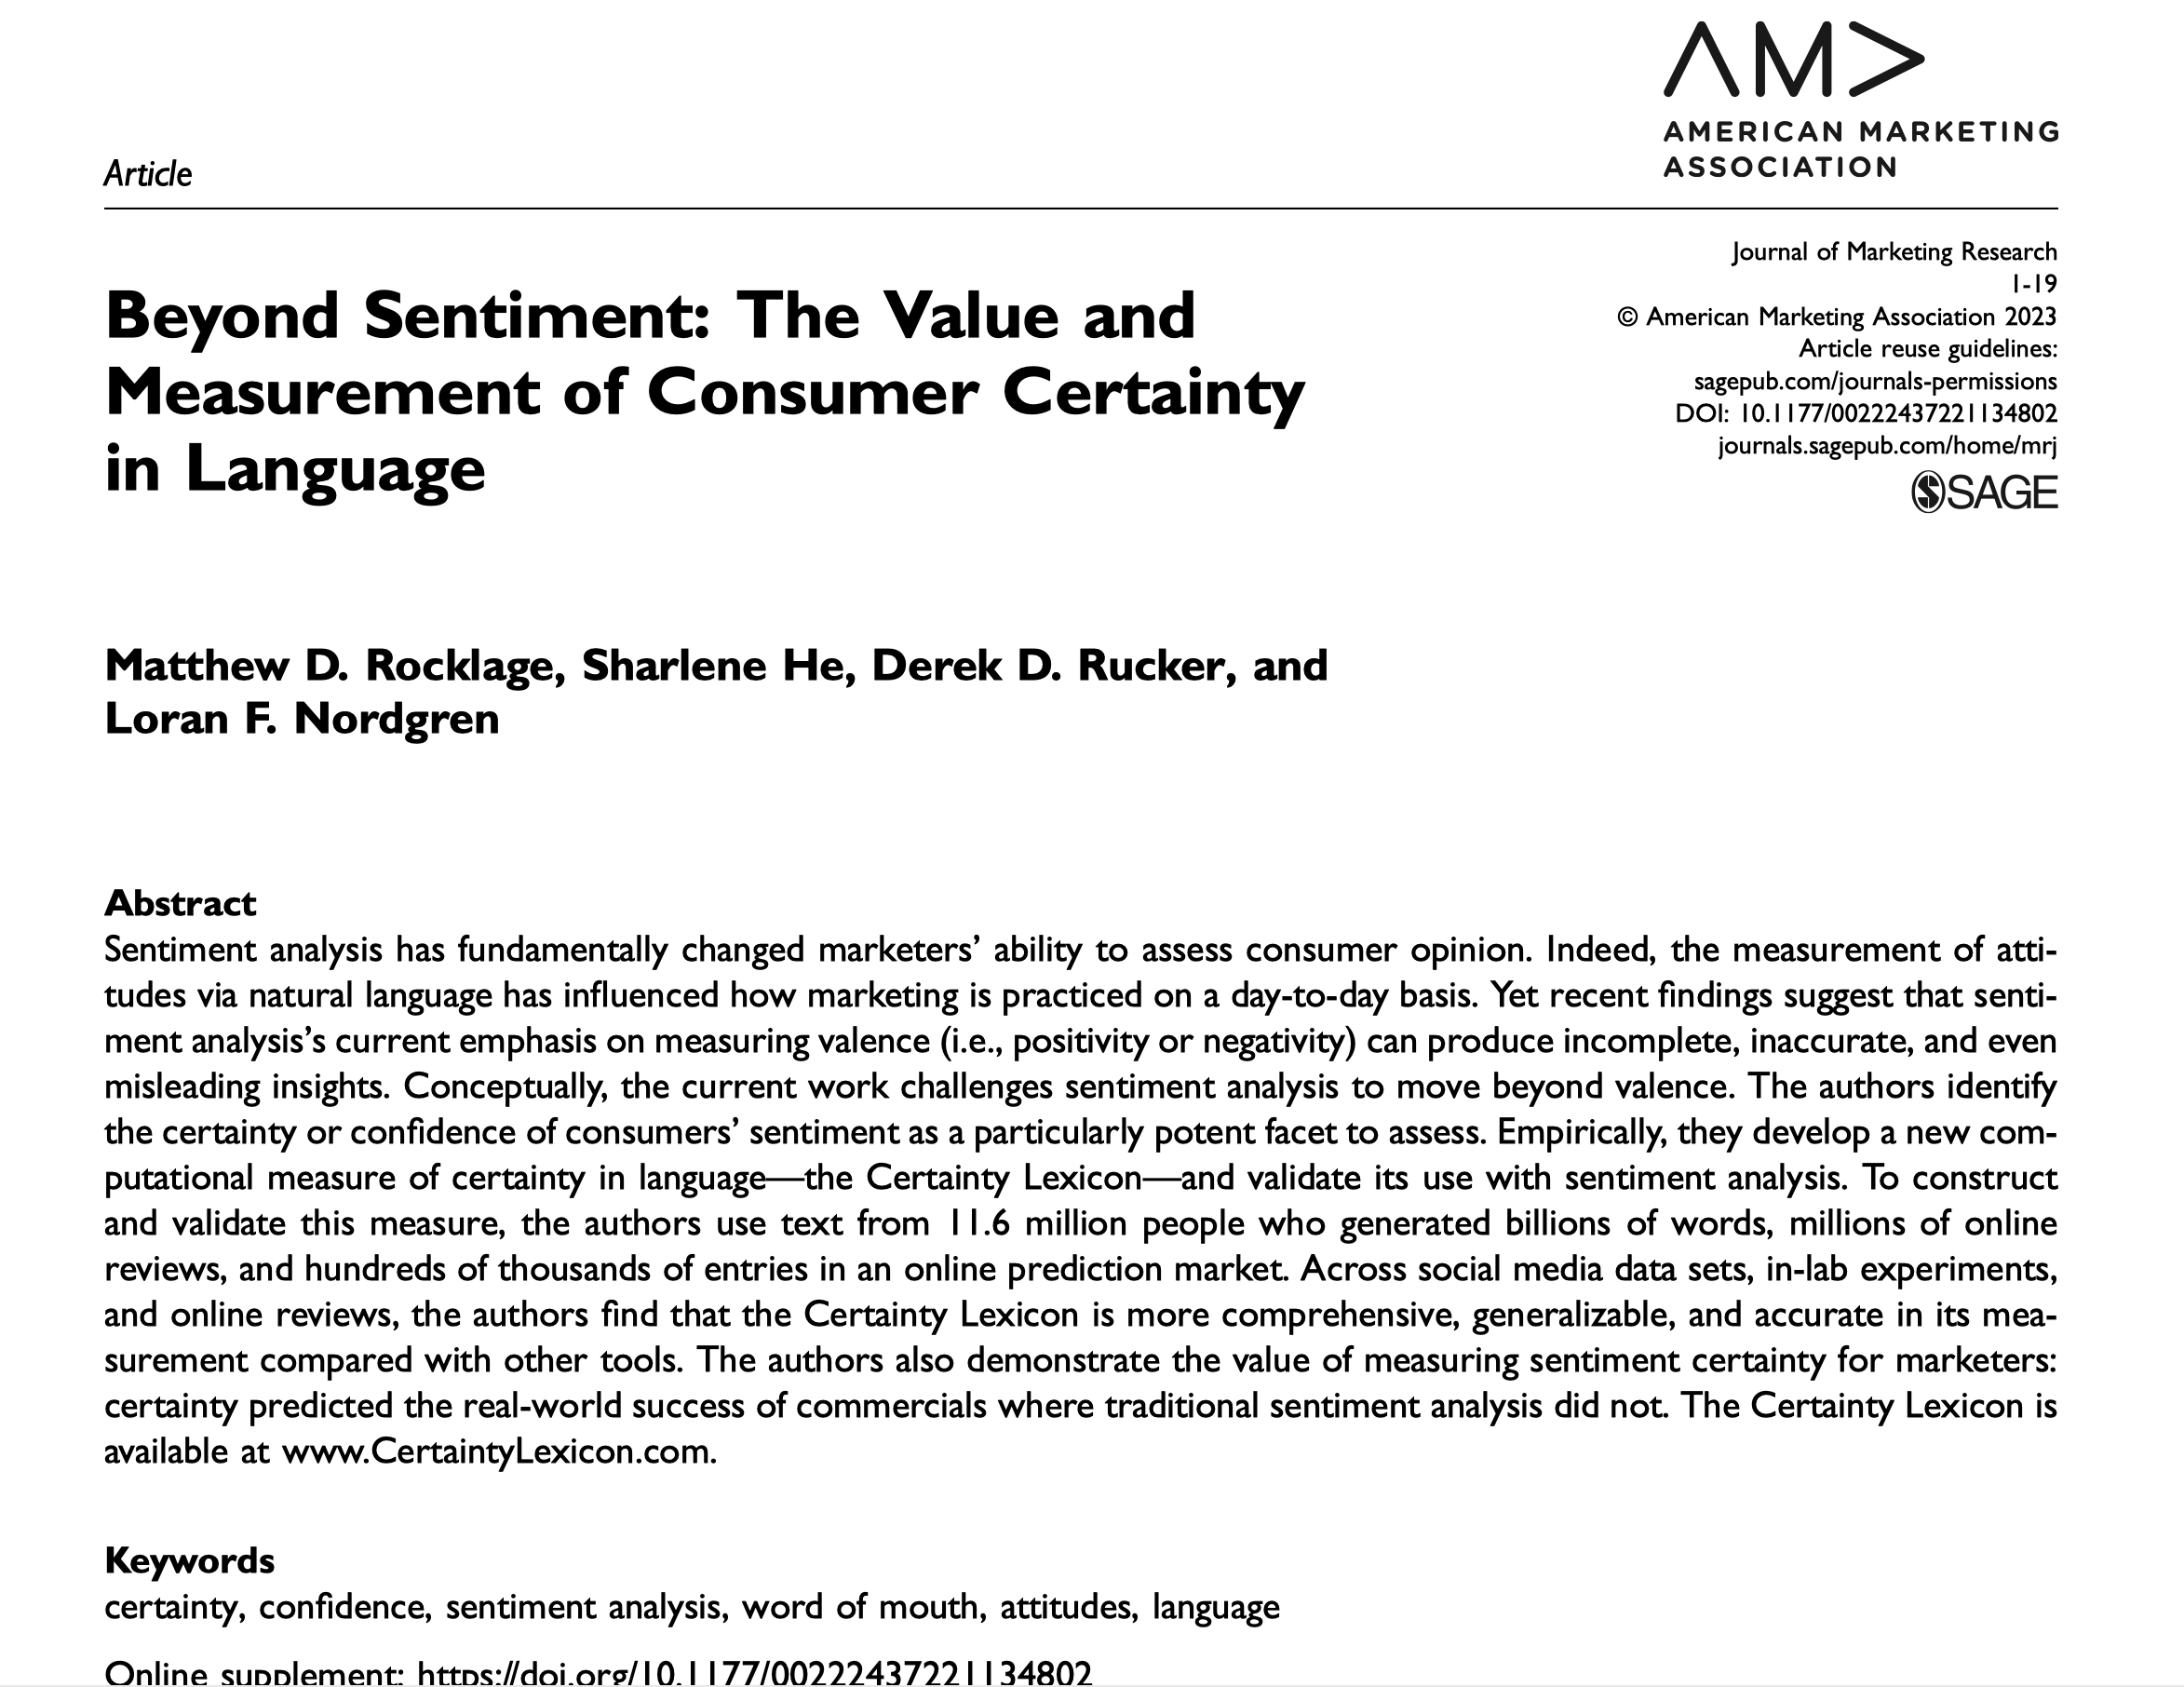 AMA
AMERICAN MARKETING
ASSOCIATION
Article
Journal of Marketing Research
1-19
© American Marketing Association 2023
Article reuse guidelines:
sagepub.com/journals-permissions
DOI: 10.1177/00222437221134802
journals.sagepub.com/home/mrj
SAGE
Beyond Sentiment: The Value and
Measurement of Consumer Certainty
in Language
Matthew D. Rocklage, Sharlene He, Derek D. Rucker, and
Loran F. Nordgren
Abstract
Sentiment analysis has fundamentally changed marketers’ ability to assess consumer opinion. Indeed, the measurement of atti-
tudes via natural language has influenced how marketing is practiced on a day-to-day basis. Yet recent findings suggest that senti-
ment analysis’s current emphasis on measuring valence (i.e., positivity or negativity) can produce incomplete, inaccurate, and even
misleading insights. Conceptually, the current work challenges sentiment analysis to move beyond valence. The authors identify
the certainty or confidence of consumers’ sentiment as a particularly potent facet to assess. Empirically, they develop a new com-
putational measure of certainty in language—the Certainty Lexicon—and validate its use with sentiment analysis. To construct
and validate this measure, the authors use text from 11.6 million people who generated billions of words, millions of online
reviews, and hundreds of thousands of entries in an online prediction market. Across social media data sets, in-lab experiments,
and online reviews, the authors find that the Certainty Lexicon is more comprehensive, generalizable, and accurate in its mea-
surement compared with other tools. The authors also demonstrate the value of measuring sentiment certainty for marketers:
certainty predicted the real-world success of commercials where traditional sentiment analysis did not. The Certainty Lexicon is
available at www.CertaintyLexicon.com.
Keywords
certainty, confidence, sentiment analysis, word of mouth, attitudes, language
Online supplement: https://doi.org/10.1177/00222437221134802